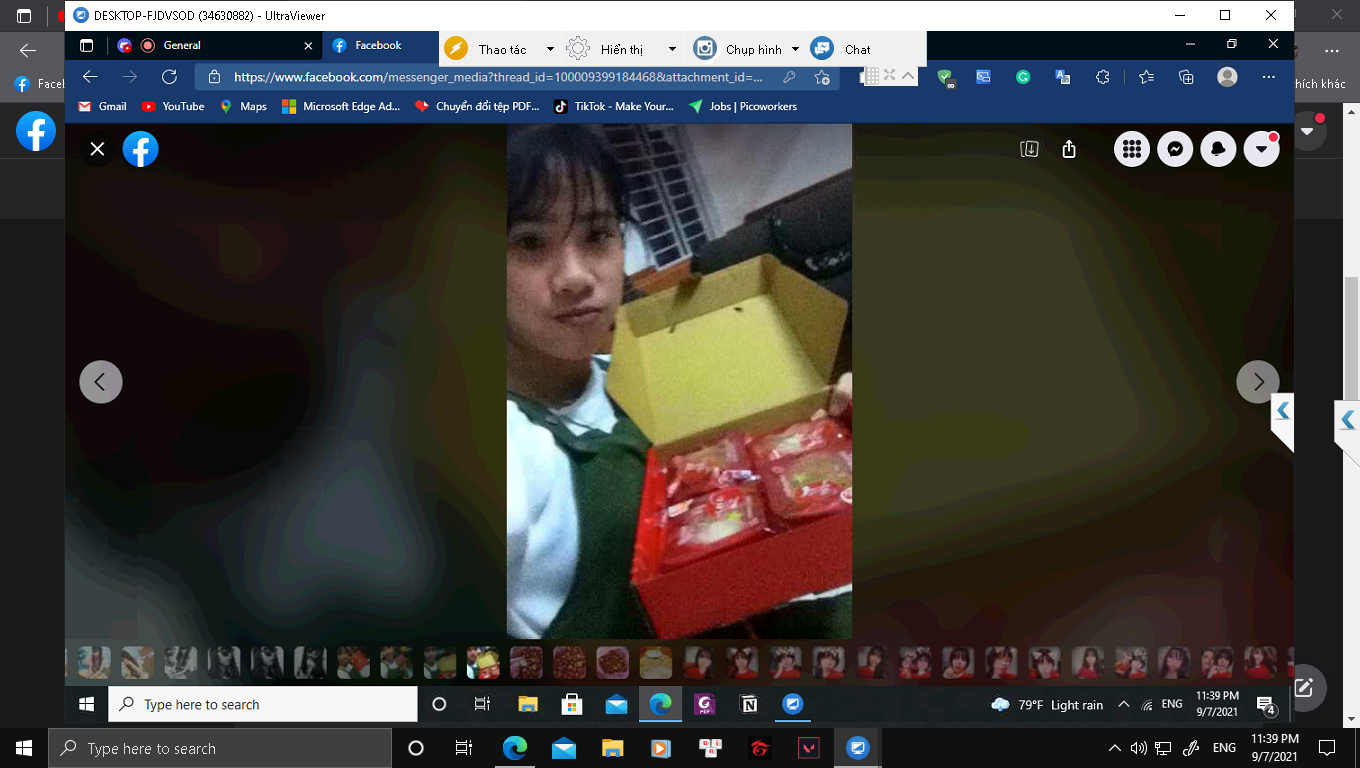 DESKTOP-FJDVSOD (34630882) - UltraViewer
General
Facebook
Thao tác
Hiển thị
Chụp hình
Chat
https://www.facebook.com/messenger_media?thread_id=100009399184468&attachment_id=...
Gmail
YouTube
Maps
Microsoft Edge Ad...
Chuyển đổi tệp PDF...
TikTok - Make Your...
Jobs | Picoworkers
Faceb
hích khác
Type here to search
79°F Light rain
ENG
11:39 PM
9/7/2021
4
Type here to search
ENG
11:39 PM
9/7/2021